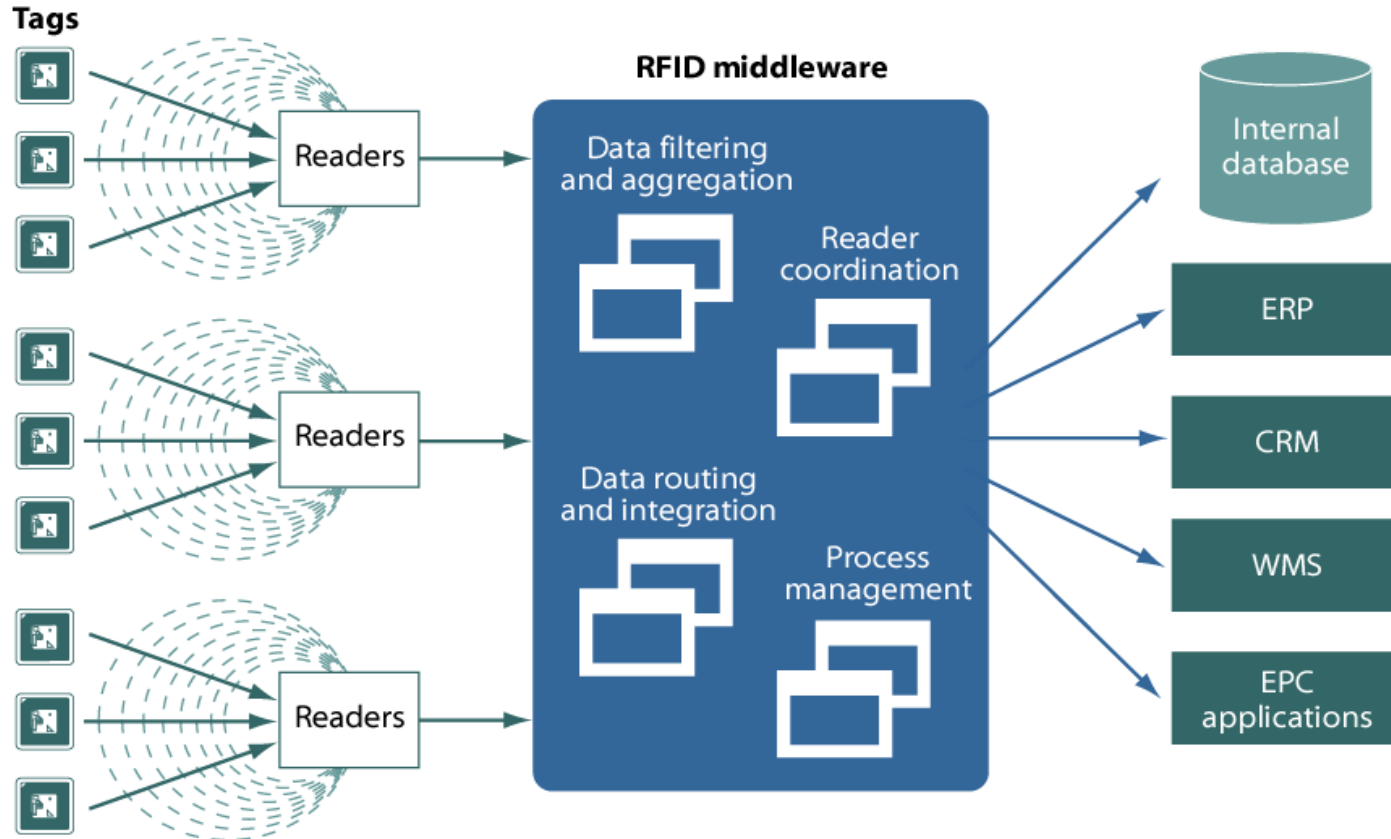 Tags
RFID middleware
Readers
Readers
Readers
Data filtering
and aggregation
Reader
coordination
Data routing
and integration
Process
management
Internal
database
ERP
CRM
WMS
EPC
applications